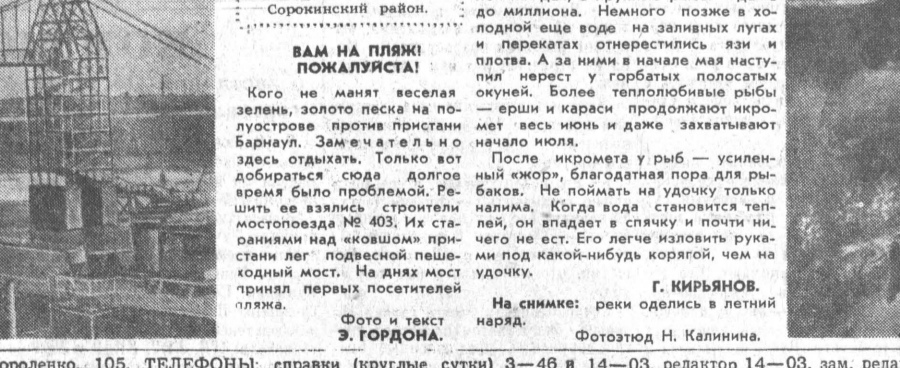 Сорокинский район.
ВАМ НА ПЛЯЖ?
ПОЖАЛУЙСТА!
Кого не манят веселая
зелень, золото песка на по-
луострове против пристани
Барнаул. Замечательно
здесь отдыхать. Только вот
добираться сюда долгое
время было проблемой. Ре-
шить ее взялись строители
мостопоезда № 403. Их ста-
раниями над «ковшом» при-
стани лег подвесной пеше-
ходный мост. На днях мост
принял первых посетителей
пляжа.
Фото и текст
Э. ГОРДОНА.
до миллиона. Немного позже в хо-
лодной еще воде на заливных лугах
и перекатах отнерестились язи и
плотва. А за ними в начале мая насту-
пил нерест у горбатых полосатых
окуней. Более теплолюбивые рыбы
— ерши и караси продолжают икро-
мет весь июнь и даже захватывают
начало июля.
После икромета у рыб — усилен-
ный «жор», благодатная пора для ры-
баков. Не поймать на удочку только
налима. Когда вода становится теп-
лей, он впадает в спячку и почти ни-
чего не ест. Его легче изловить рука-
ми под какой-нибудь корягой, чем на
удочку.
Г. КИРЬЯНОВ.
На снимке: реки оделись в летний
наряд.
Фотоэтюд Н. Калинина.
ороленко, 105. ТЕЛЕФОНЫ: справки (круглые сутки) 3—46 и 14—03, редактор 14—03, зам. реда